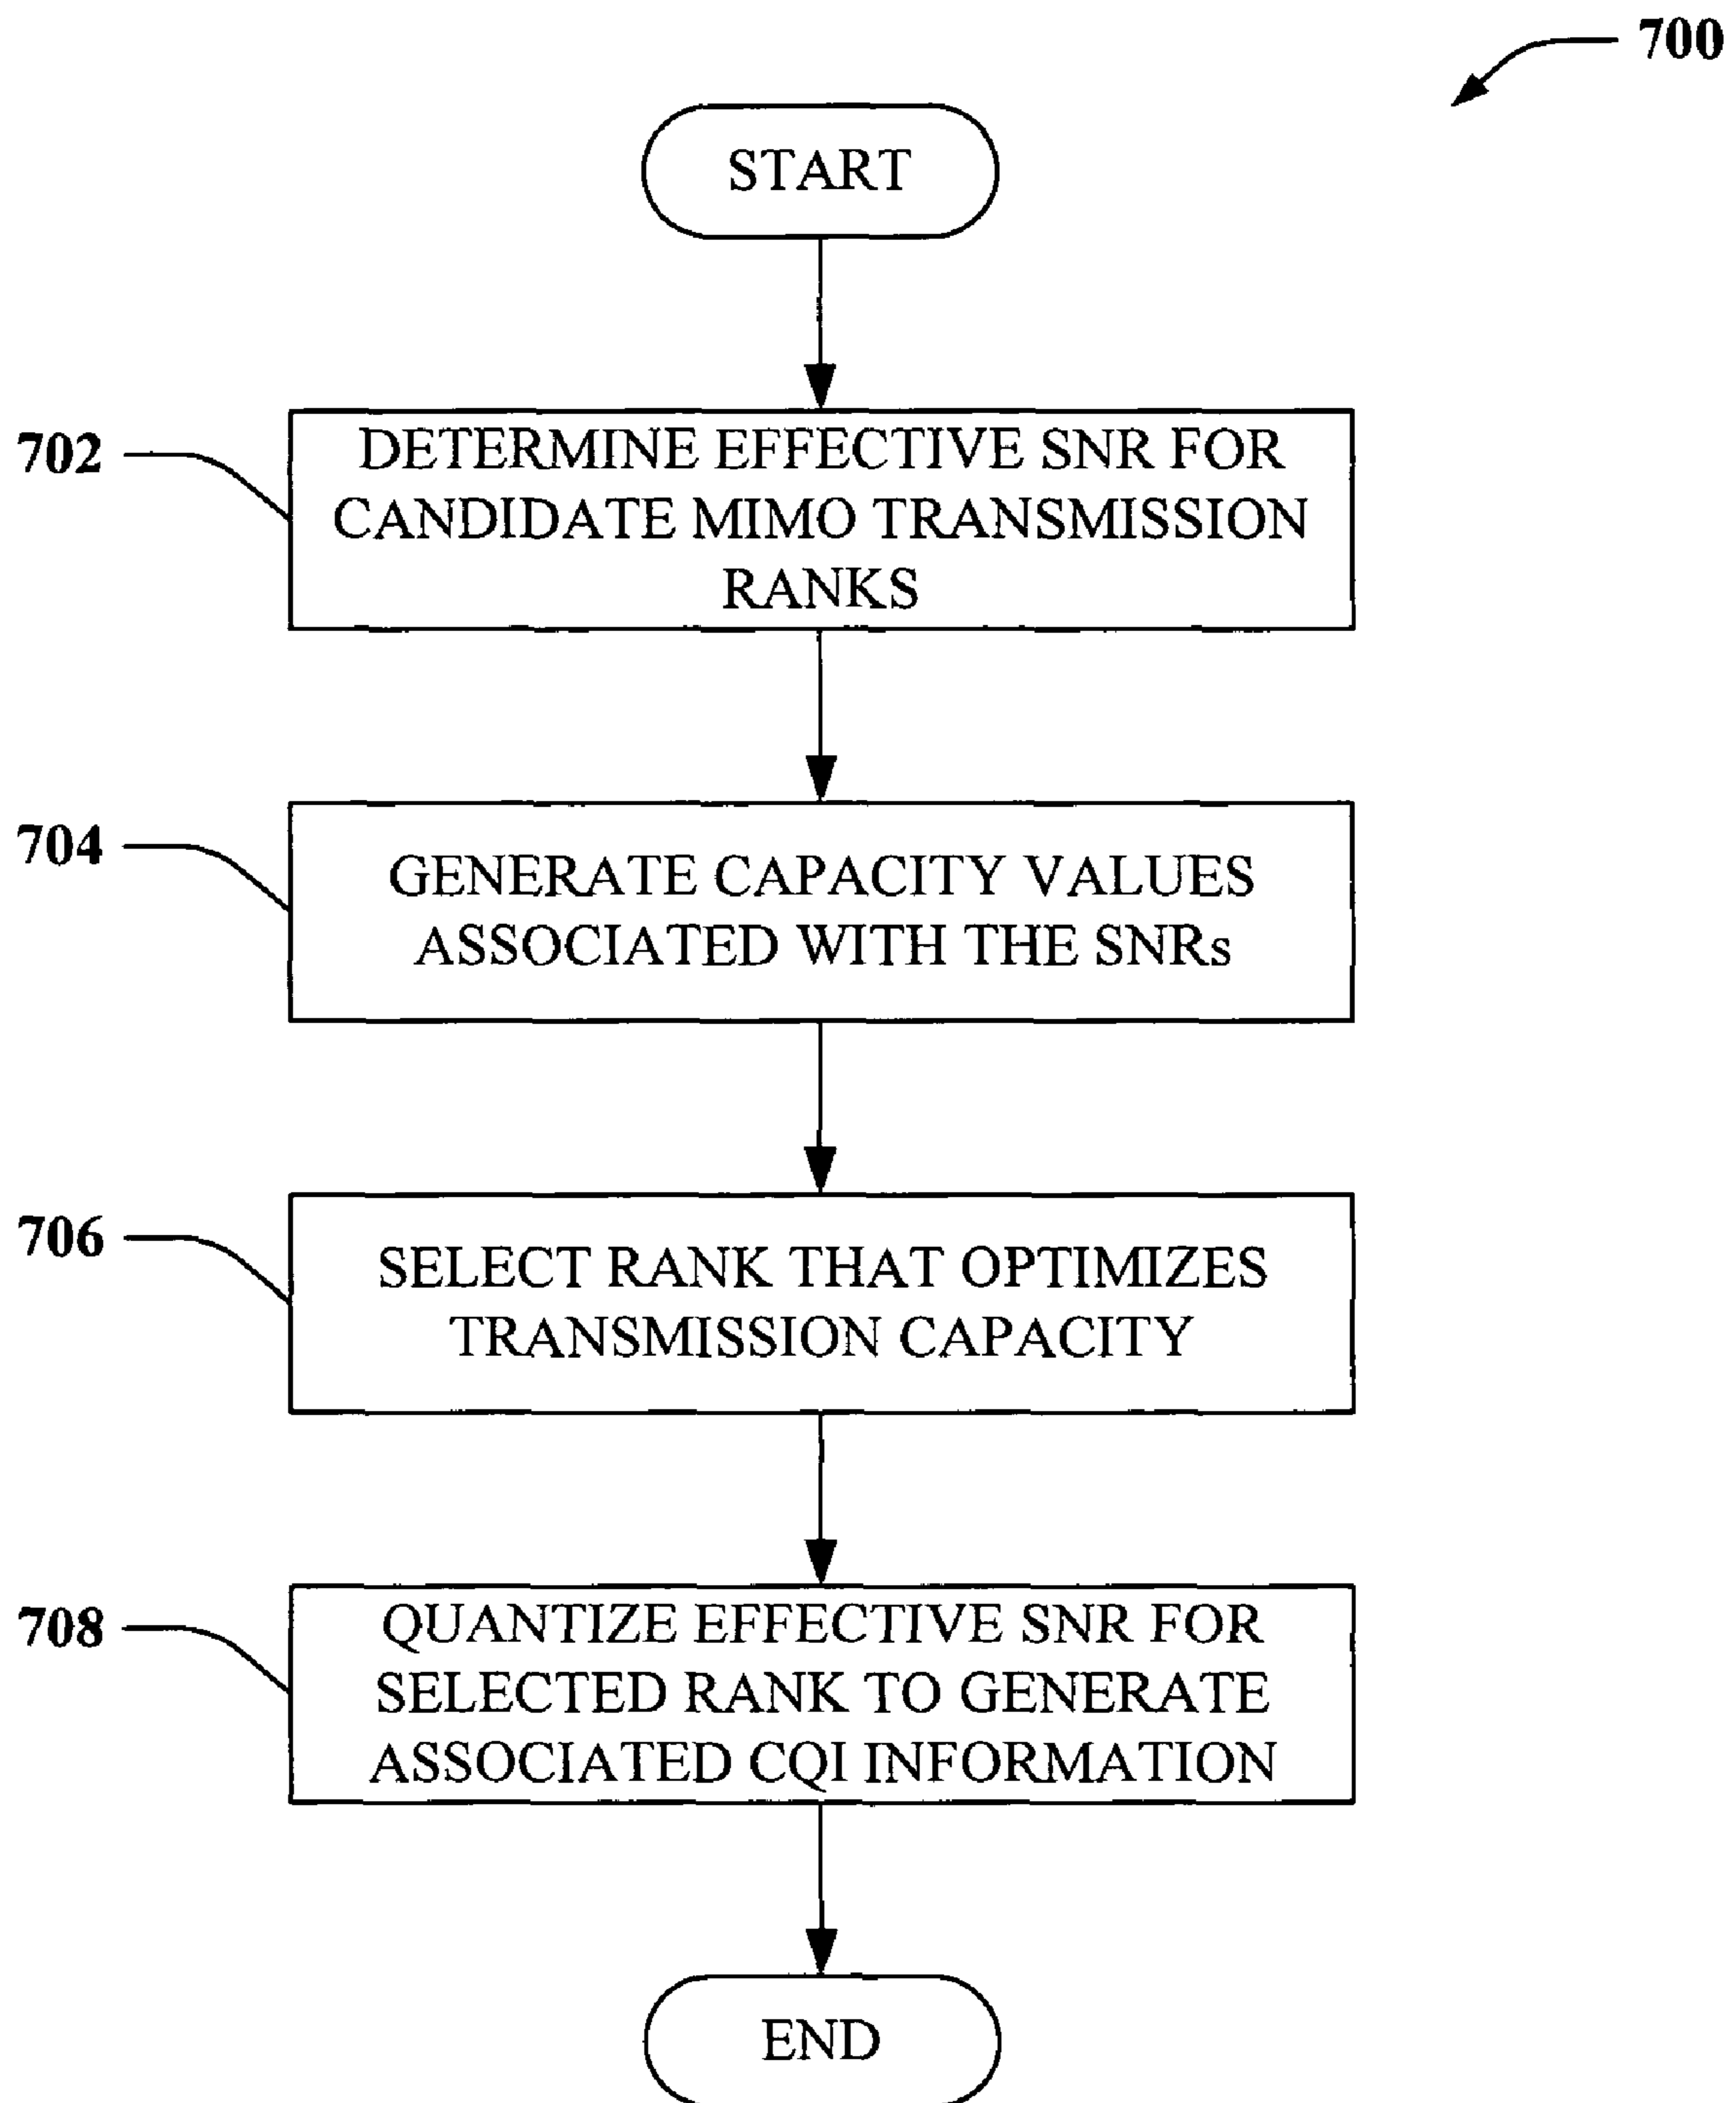 700
START
702
DETERMINE EFFECTIVE SNR FOR
CANDIDATE MIMO TRANSMISSION
RANKS
704
GENERATE CAPACITY VALUES
ASSOCIATED WITH THE SNRs
706
SELECT RANK THAT OPTIMIZES
TRANSMISSION CAPACITY
708
QUANTIZE EFFECTIVE SNR FOR
SELECTED RANK TO GENERATE
ASSOCIATED CQI INFORMATION
END